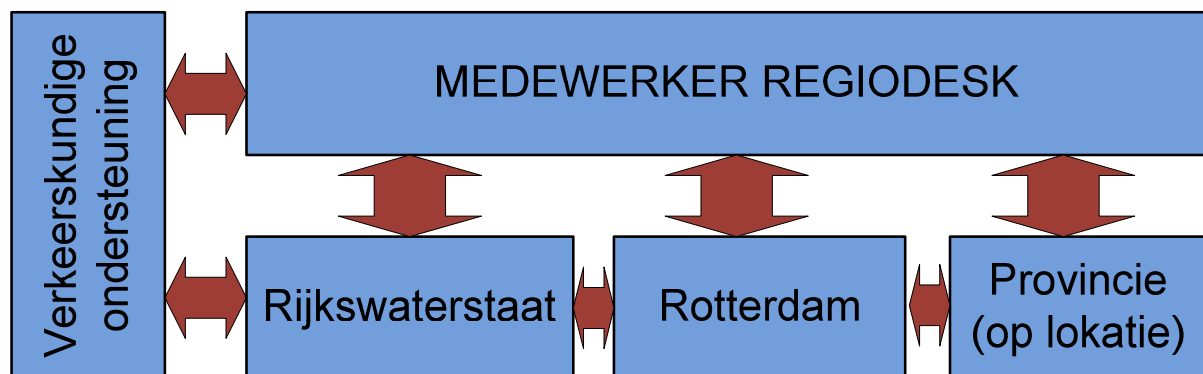 Verkeerskundige
ondersteuning
MEDEWERKER REGIODESK
Rijkswaterstaat
Rotterdam
Provincie
(op lokatie)